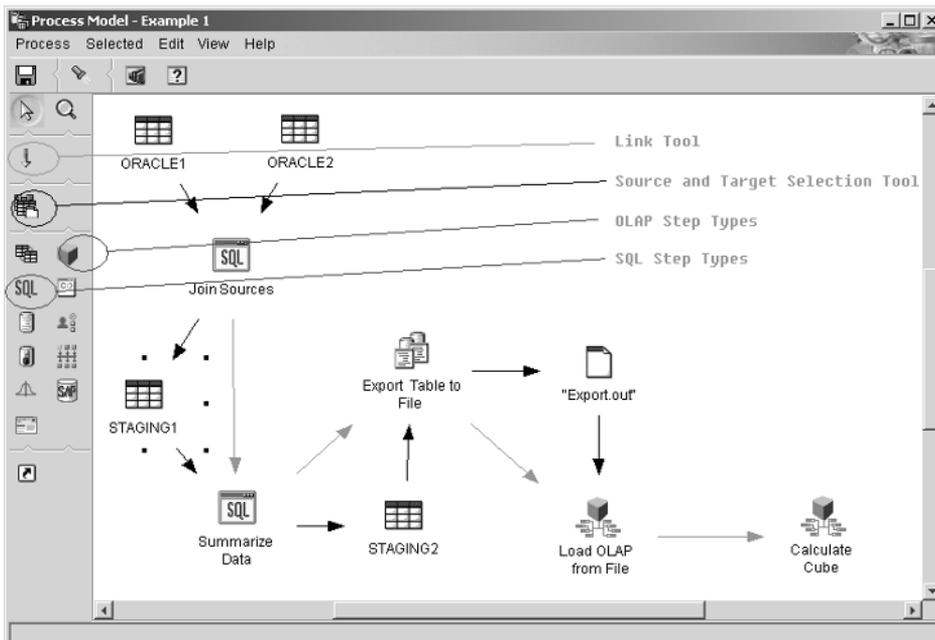 Process Model - Example 1
Process Selected Edit View Help
ORACLE1
ORACLE2
Link Tool
Source and Target Selection Tool
OLAP Step Types
SQL Step Types
SQL
SQL
Join Sources
SAP
STAGING1
Export Table to
File
"Export.out"
SQL
Summarize
Data
STAGING2
Load OLAP
from File
Calculate
Cube